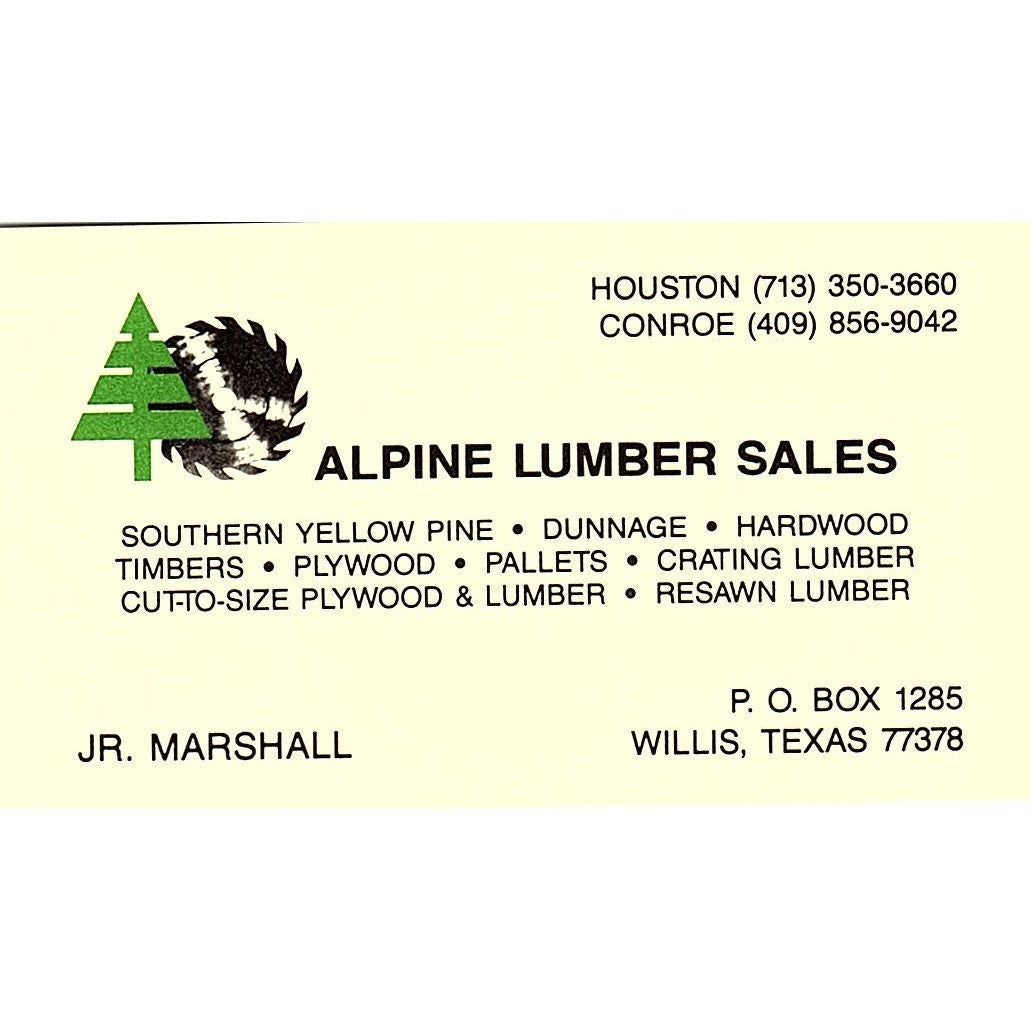 HOUSTON (713) 350-3660
CONROE (409) 856-9042
ALPINE LUMBER SALES
SOUTHERN YELLOW PINE • DUNNAGE • HARDWOOD
TIMBERS • PLYWOOD • PALLETS • CRATING LUMBER
CUT-TO-SIZE PLYWOOD & LUMBER • RESAWN LUMBER
JR. MARSHALL
P. O. BOX 1285
WILLIS, TEXAS 77378